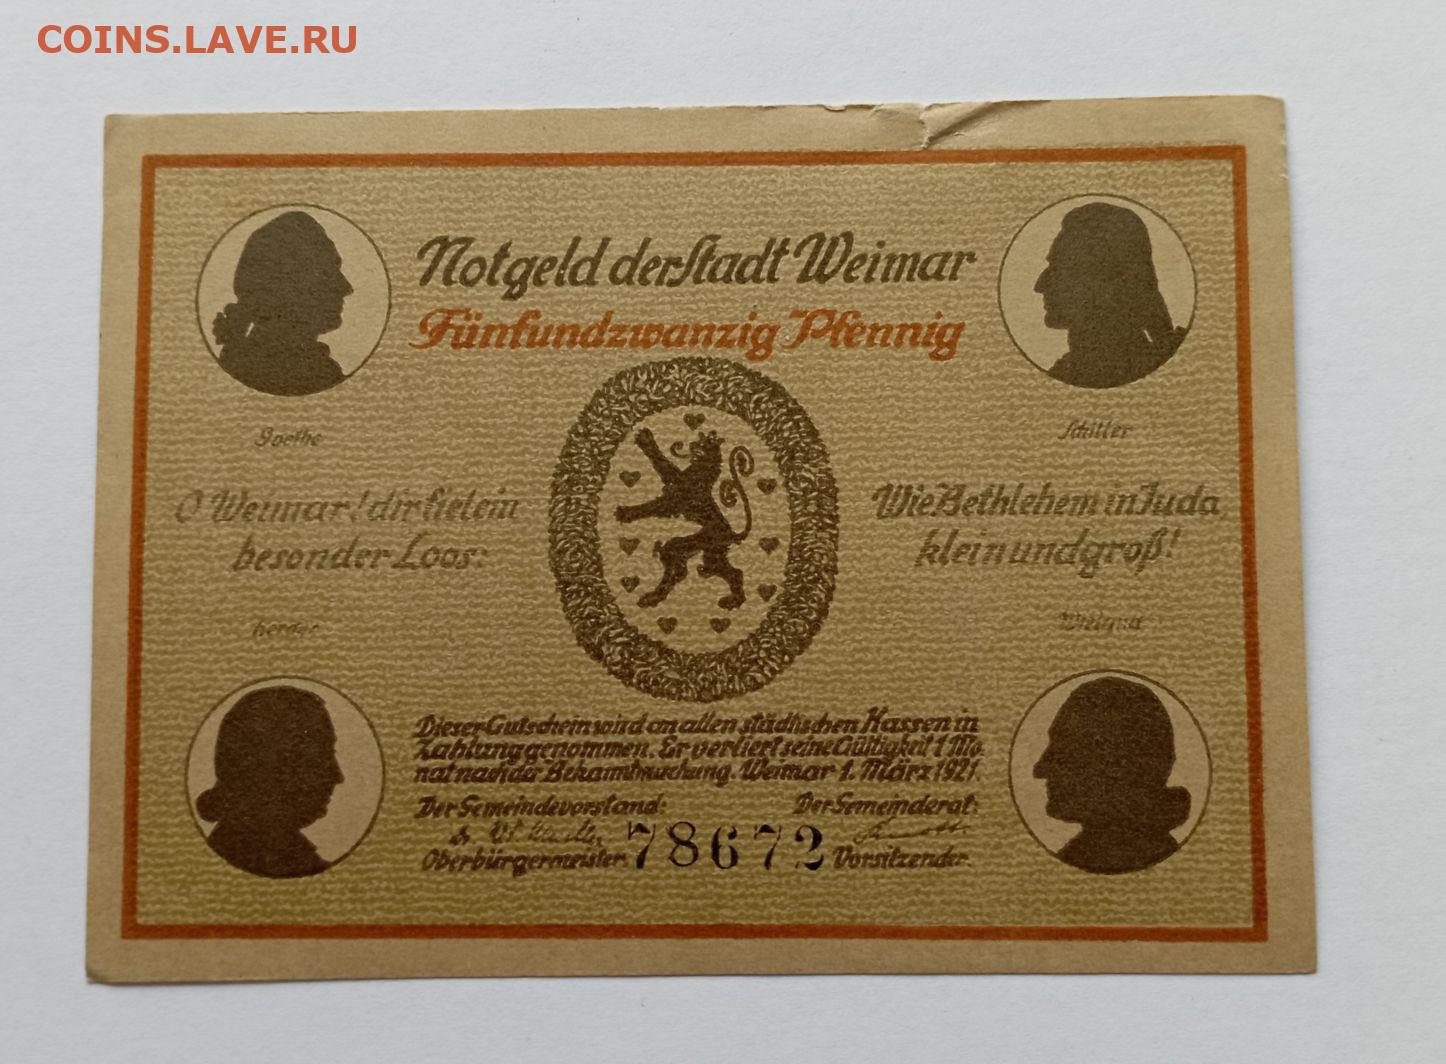 COINS.LAVE.RU
Notgeld der Stadt Weimar
Fünfundzwanzig Pfennig
Goethe
Schiller
O Weimar! dir fiel ein
besonder Loos:
Wie Bethlehem in Juda
klein und groß!
Herder
Wieland
Dieser Gutschein wird an allen städtischen Kassen in
Zahlung genommen. Er verliert seine Gültigkeit 1 Mo-
nat nach der Bekanntmachung. Weimar 1. März 1921.
Der Gemeindevorstand:
Der Gemeinderat:
78672
Oberbürgermeister.
Vorsitzender.